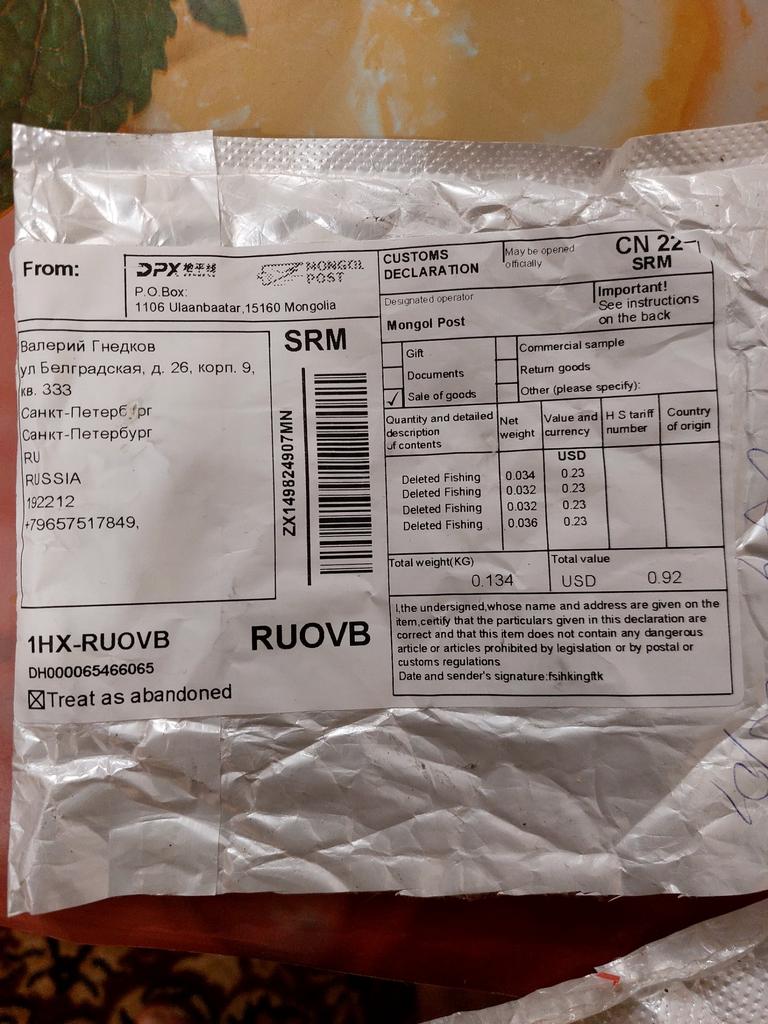 From:
DPX 地平线
MONGOL
POST
P.O.Box:
1106 Ulaanbaatar,15160 Mongolia
Валерий Гнедков
ул Белградская, д. 26, корп. 9,
кв. 333
Санкт-Петербург
Санкт-Петербург
RU
RUSSIA
192212
+79657517849,
SRM
ZX149824907MN
1HX-RUOVB
RUOVB
DH000065466065
Treat as abandoned
CUSTOMS
DECLARATION
May be opened
officially
CN 22
SRM
Designated operator
Mongol Post
Important!
See instructions
on the back
Gift
Commercial sample
Documents
Return goods
✓ Sale of goods
Other (please specify):
Quantity and detailed
description
of contents
Net
weight
Value and
currency
H S tariff
number
Country
of origin
USD
Deleted Fishing 0.034 0.23
Deleted Fishing 0.032 0.23
Deleted Fishing 0.032 0.23
Deleted Fishing 0.036 0.23
Total weight(KG)
0.134
Total value
USD 0.92
I,the undersigned,whose name and address are given on the
item,certify that the particulars given in this declaration are
correct and that this item does not contain any dangerous
article or articles prohibited by legislation or by postal or
customs regulations
Date and sender's signature:fsihkingftk